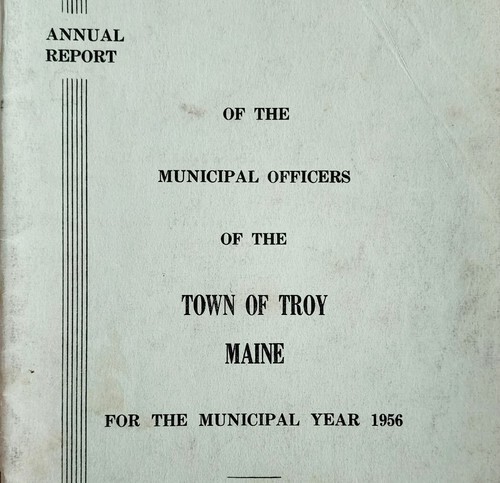 ANNUAL
REPORT
OF THE
MUNICIPAL OFFICERS
OF THE
TOWN OF TROY
MAINE
FOR THE MUNICIPAL YEAR 1956